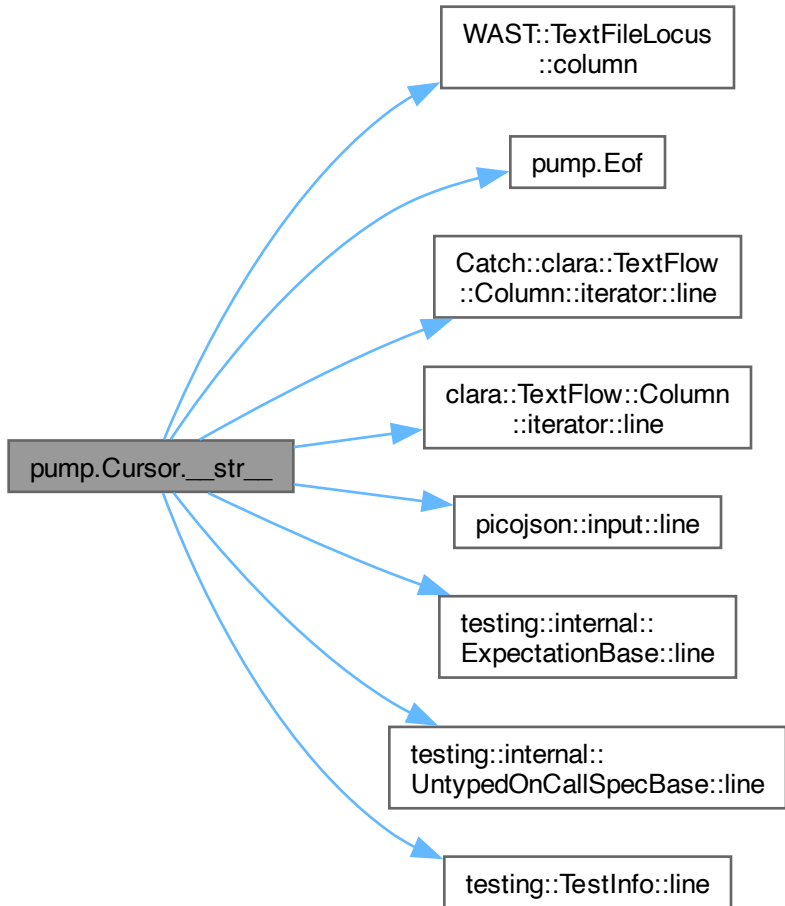 WAST::TextFileLocus
::column
pump.Eof
Catch::clara::TextFlow
::Column::iterator::line
clara::TextFlow::Column
::iterator::line
pump.Cursor.__str__
picojson::input::line
testing::internal::
ExpectationBase::line
testing::internal::
UntypedOnCallSpecBase::line
testing::TestInfo::line